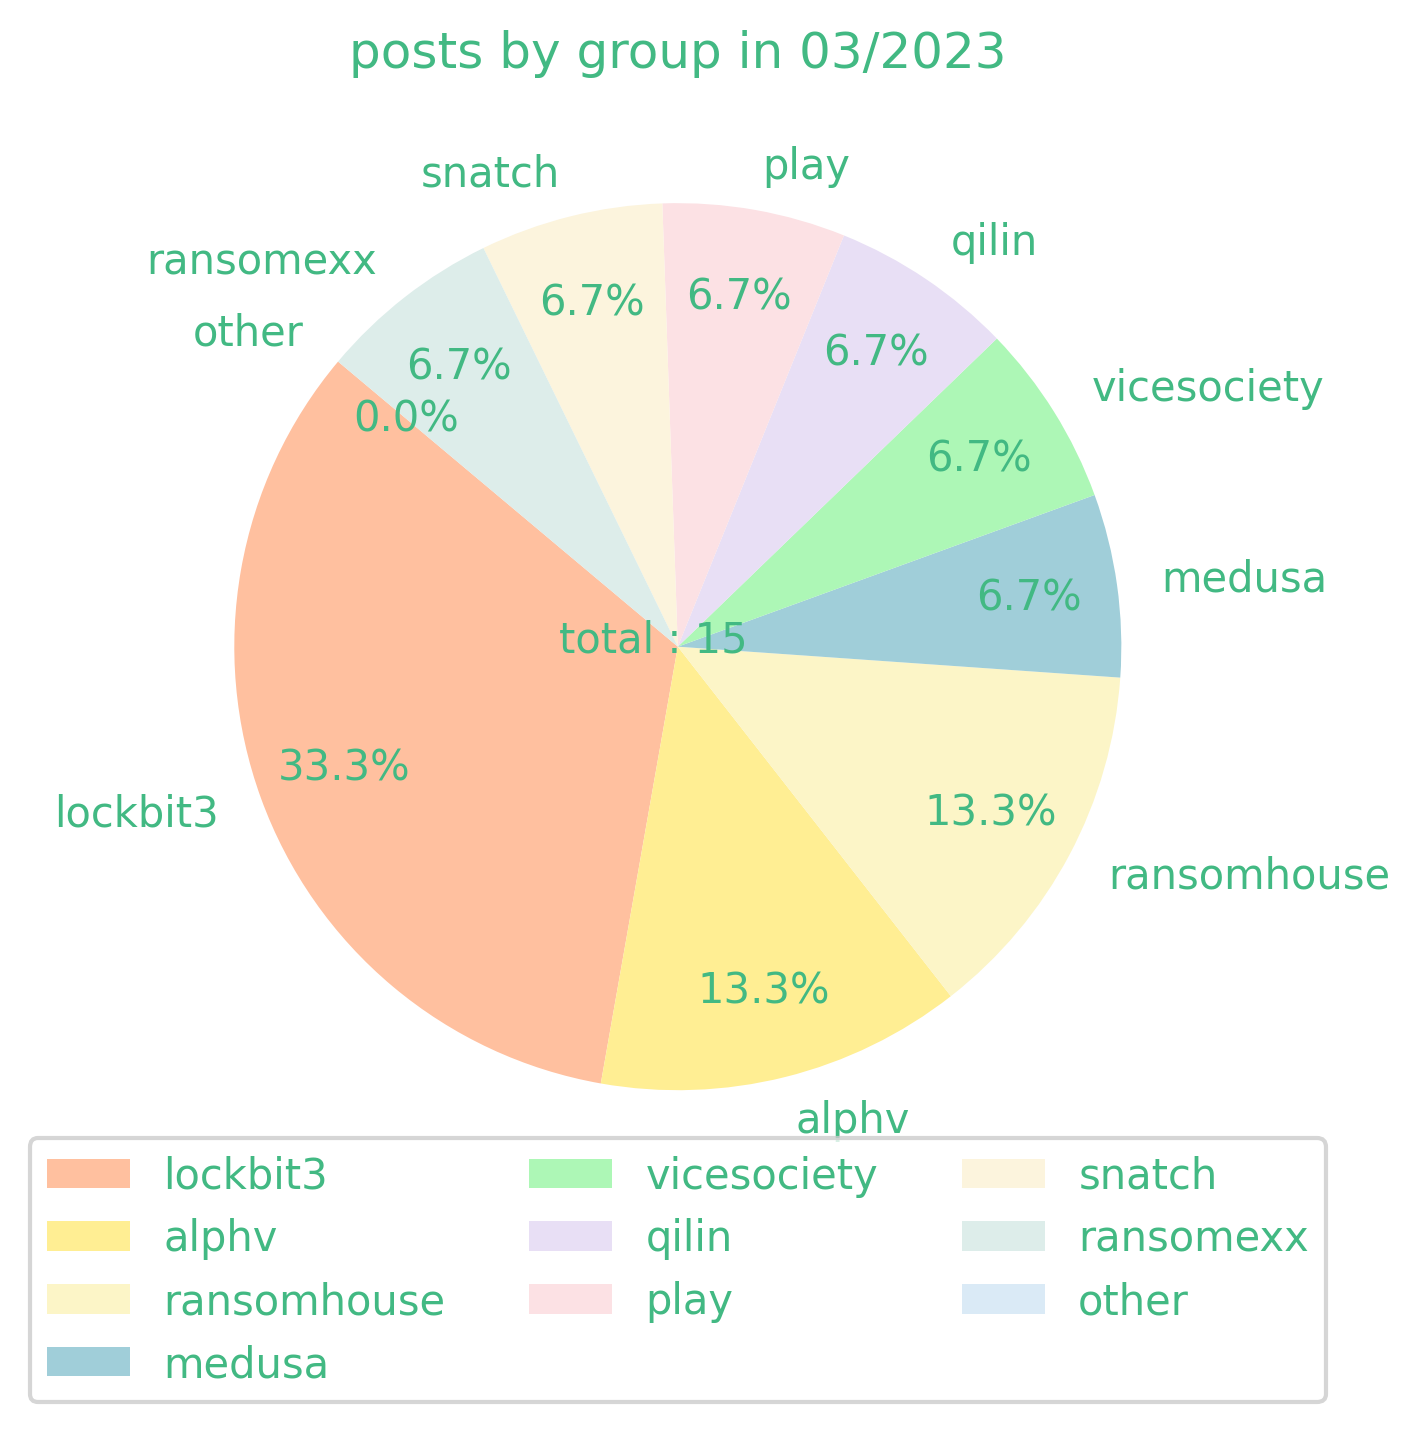 posts by group in 03/2023
play
snatch
qilin
ransomexx
6.7%
6.7%
other
6.7%
6.7%
vicesociety
0.0%
6.7%
medusa
6.7%
total : 15
33.3%
lockbit3
13.3%
ransomhouse
13.3%
alphv
lockbit3
alphv
ransomhouse
medusa
vicesociety
qilin
play
snatch
ransomexx
other